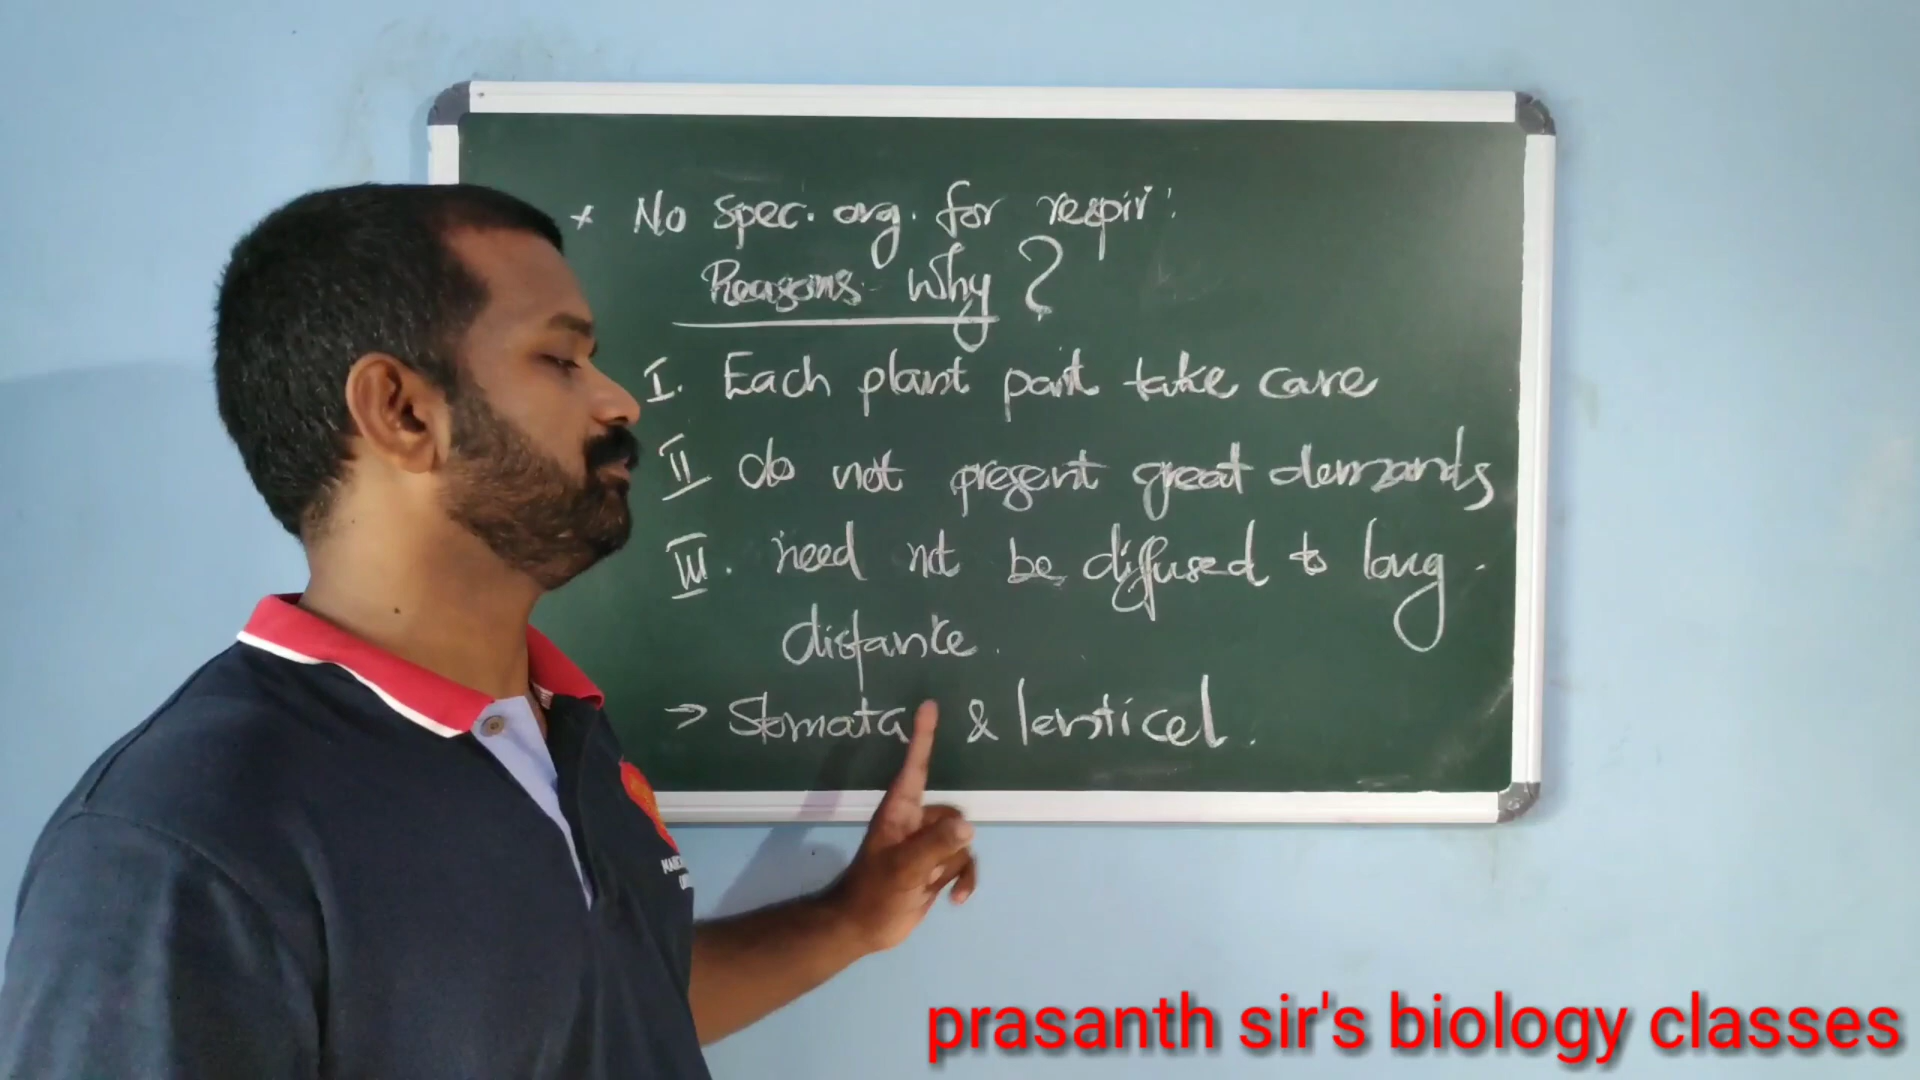 * No spec. org. for respir:
Reasons why?
I. Each plant part take care
II do not present great demands
III. need not be diffused to long
distance.
→ Stomata & lenticel.
prasanth sir's biology classes